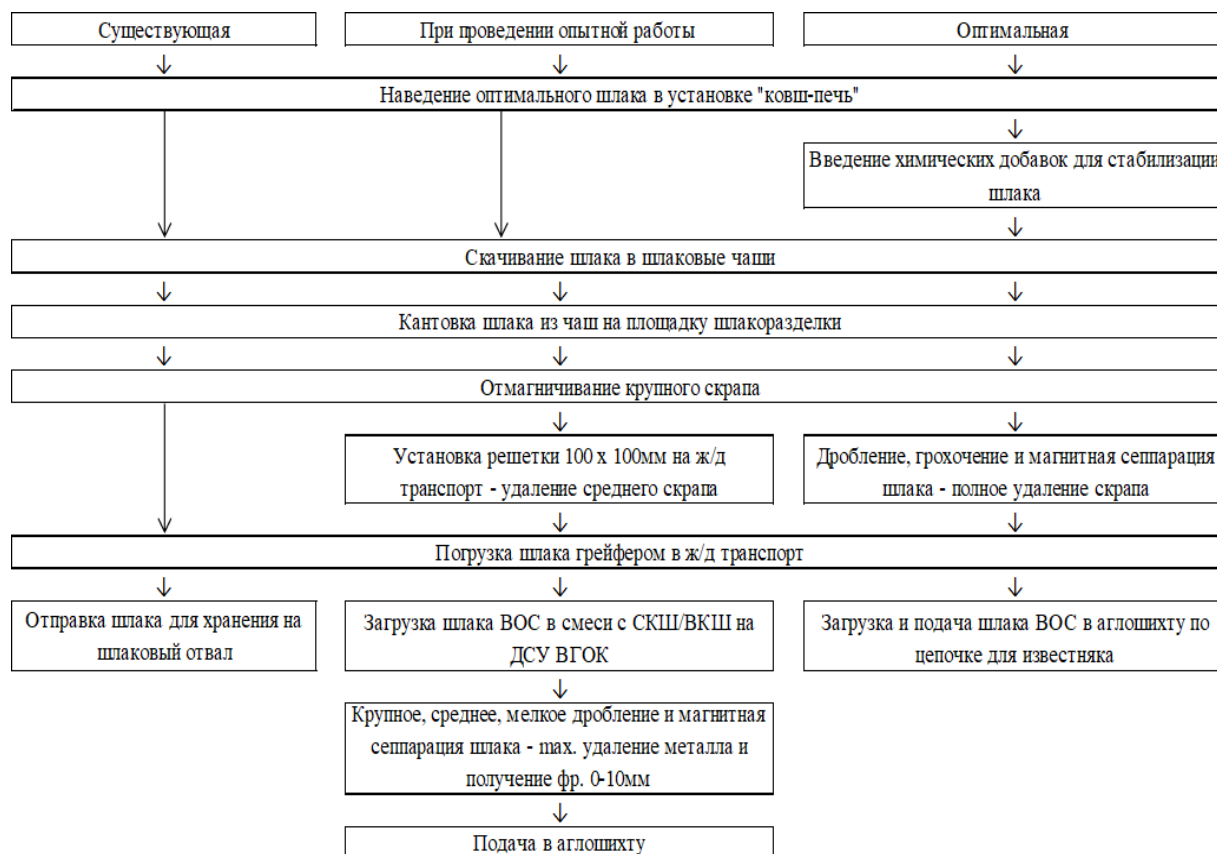 Существующая
При проведении опытной работы
Оптимальная
Наведение оптимального шлака в установке "ковш-печь"
Введение химических добавок для стабилизации
шлака
Скачивание шлака в шлаковые чаши
Кантовка шлака из чаш на площадку шлакоразделки
Отмагничивание крупного скрапа
Установка решетки 100 х 100мм на ж/д
транспорт - удаление среднего скрапа
Дробление, грохочение и магнитная сеппарация
шлака - полное удаление скрапа
Погрузка шлака грейфером в ж/д транспорт
Отправка шлака для хранения на
шлаковый отвал
Загрузка шлака ВОС в смеси с СКШ/ВКШ на
ДСУ ВГОК
Загрузка и подача шлака ВОС в аглошихту по
цепочке для известняка
Крупное, среднее, мелкое дробление и магнитная
сеппарация шлака - max. удаление металла и
получение фр. 0-10мм
Подача в аглошихту